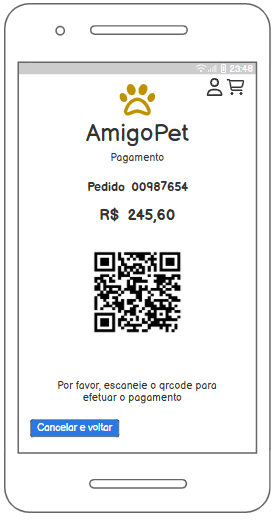 23:48
AmigoPet
Pagamento
Pedido 00987654
R$ 245,60
Por favor, escaneie o qrcode para
efetuar o pagamento
Cancelar e voltar